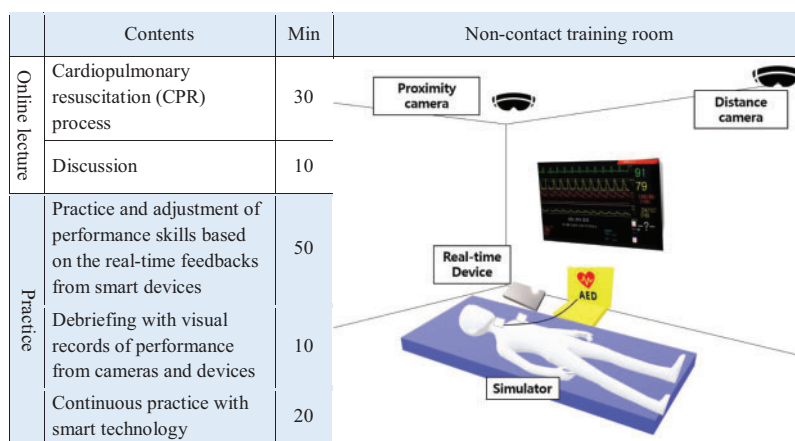 Contents Min Non-contact training room
Online lecture
Cardiopulmonary
resuscitation (CPR)
process
30
Discussion 10
Practice
Practice and adjustment of
performance skills based
on the real-time feedbacks
from smart devices
50
Debriefing with visual
records of performance
from cameras and devices
10
Continuous practice with
smart technology
20
Proximity
camera
Distance
camera
91
79
-?-
Real-time
Device
AED
Simulator